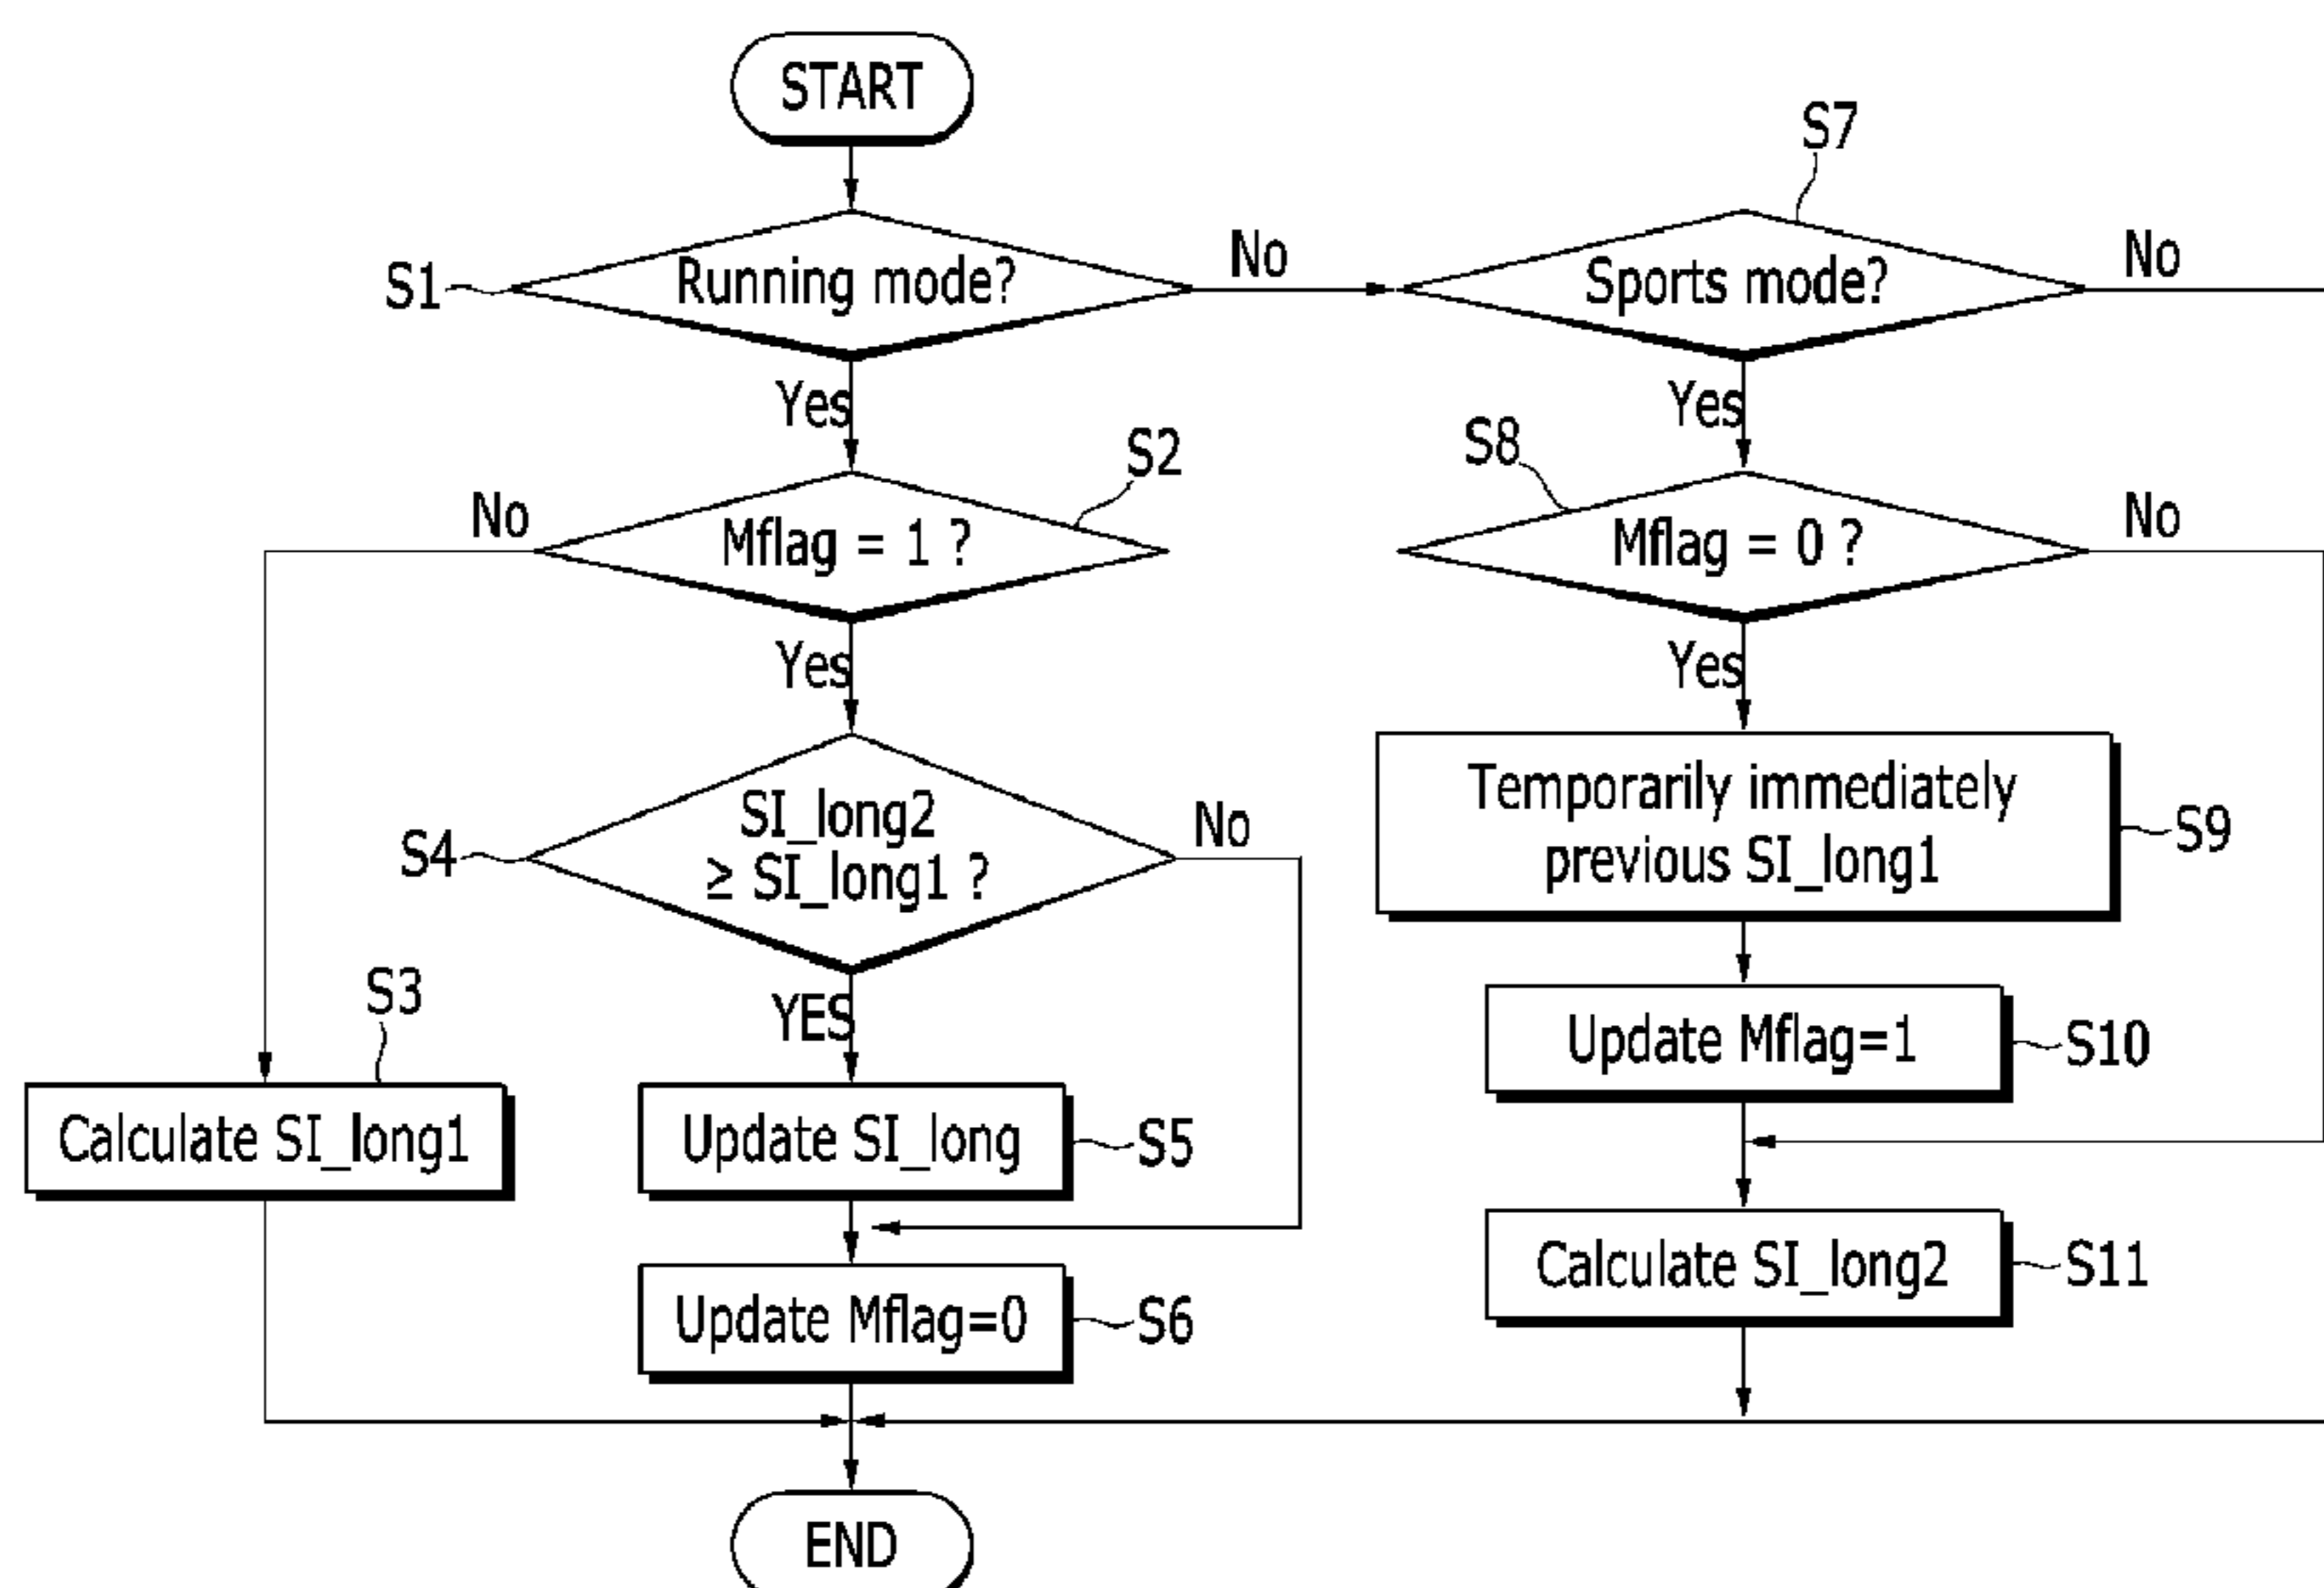 START
S7
S1
Running mode?
No
Sports mode?
No
Yes
Yes
S2
S8
No
Mflag = 1 ?
Mflag = 0 ?
No
Yes
Yes
S4
SI_long2
≥ SI_long1 ?
No
Temporarily immediately
previous SI_long1
S9
S3
YES
Update Mflag=1
S10
Calculate SI_long1
Update SI_long
S5
Calculate SI_long2
S11
Update Mflag=0
S6
END